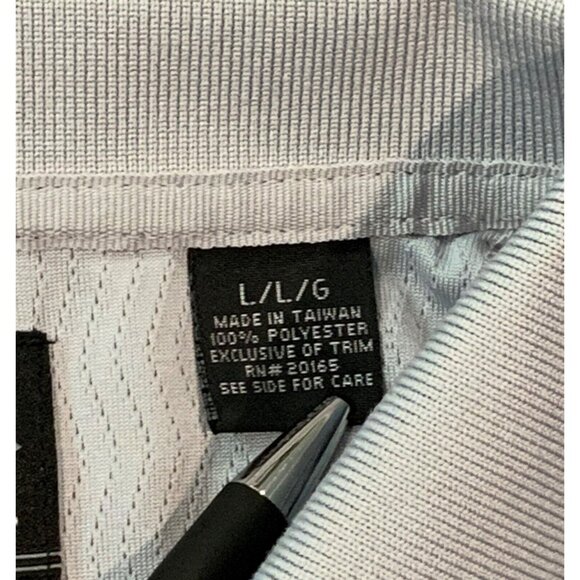 L/L/G
MADE IN TAIWAN
100% POLYESTER
EXCLUSIVE OF TRIM
RN# 20165
SEE SIDE FOR CARE